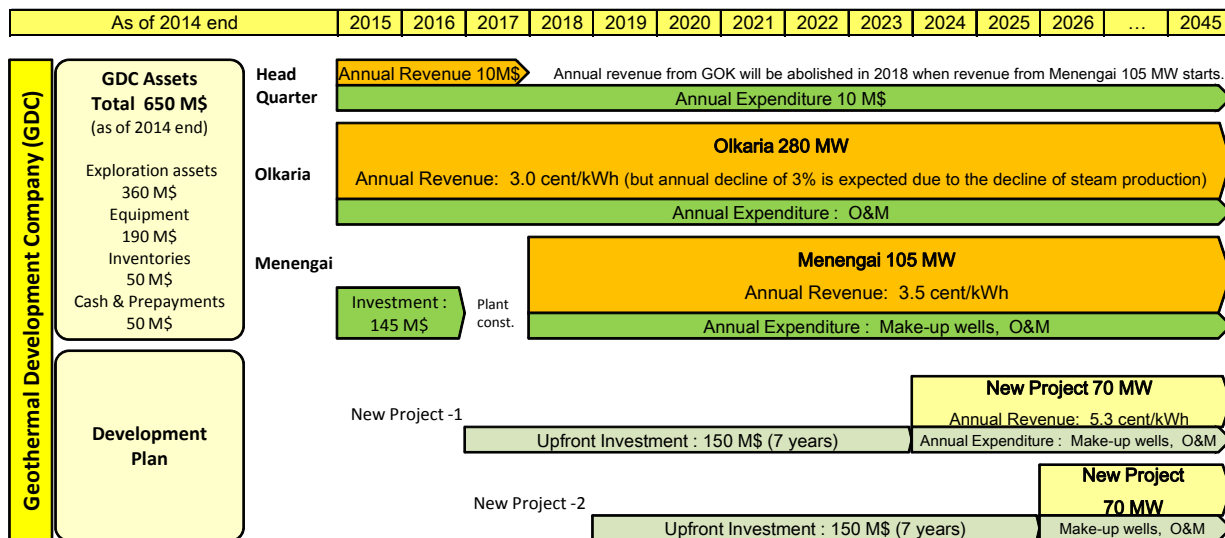 As of 2014 end 2015 2016 2017 2018 2019 2020 2021 2022 2023 2024 2025 2026 … 2045
Geothermal Development Company (GDC)
GDC Assets
Total 650 M$
(as of 2014 end)
Exploration assets
360 M$
Equipment
190 M$
Inventories
50 M$
Cash & Prepayments
50 M$
Head
Quarter
Annual Revenue 10M$ Annual revenue from GOK will be abolished in 2018 when revenue from Menengai 105 MW starts.
Annual Expenditure 10 M$
Olkaria
Olkaria 280 MW
Annual Revenue: 3.0 cent/kWh (but annual decline of 3% is expected due to the decline of steam production)
Annual Expenditure : O&M
Menengai
Menengai 105 MW
Annual Revenue: 3.5 cent/kWh
Investment :
145 M$
Plant
const.
Annual Expenditure : Make-up wells, O&M
Development
Plan
New Project -1
New Project 70 MW
Annual Revenue: 5.3 cent/kWh
Upfront Investment : 150 M$ (7 years)
Annual Expenditure : Make-up wells, O&M
New Project -2
New Project
70 MW
Upfront Investment : 150 M$ (7 years)
Make-up wells, O&M